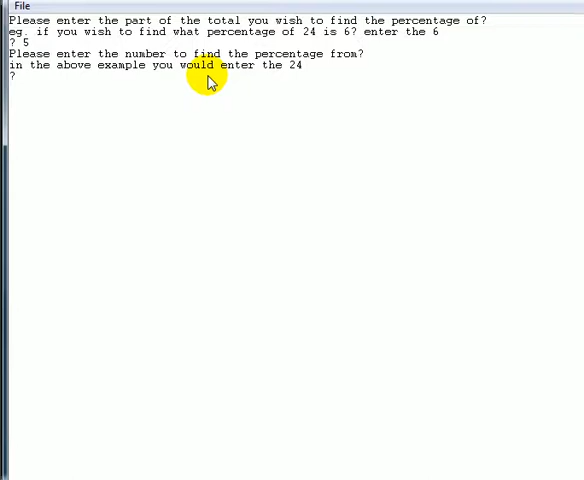 File
Please enter the part of the total you wish to find the percentage of?
eg. if you wish to find what percentage of 24 is 6? enter the 6
? 5
Please enter the number to find the percentage from?
in the above example you would enter the 24
?